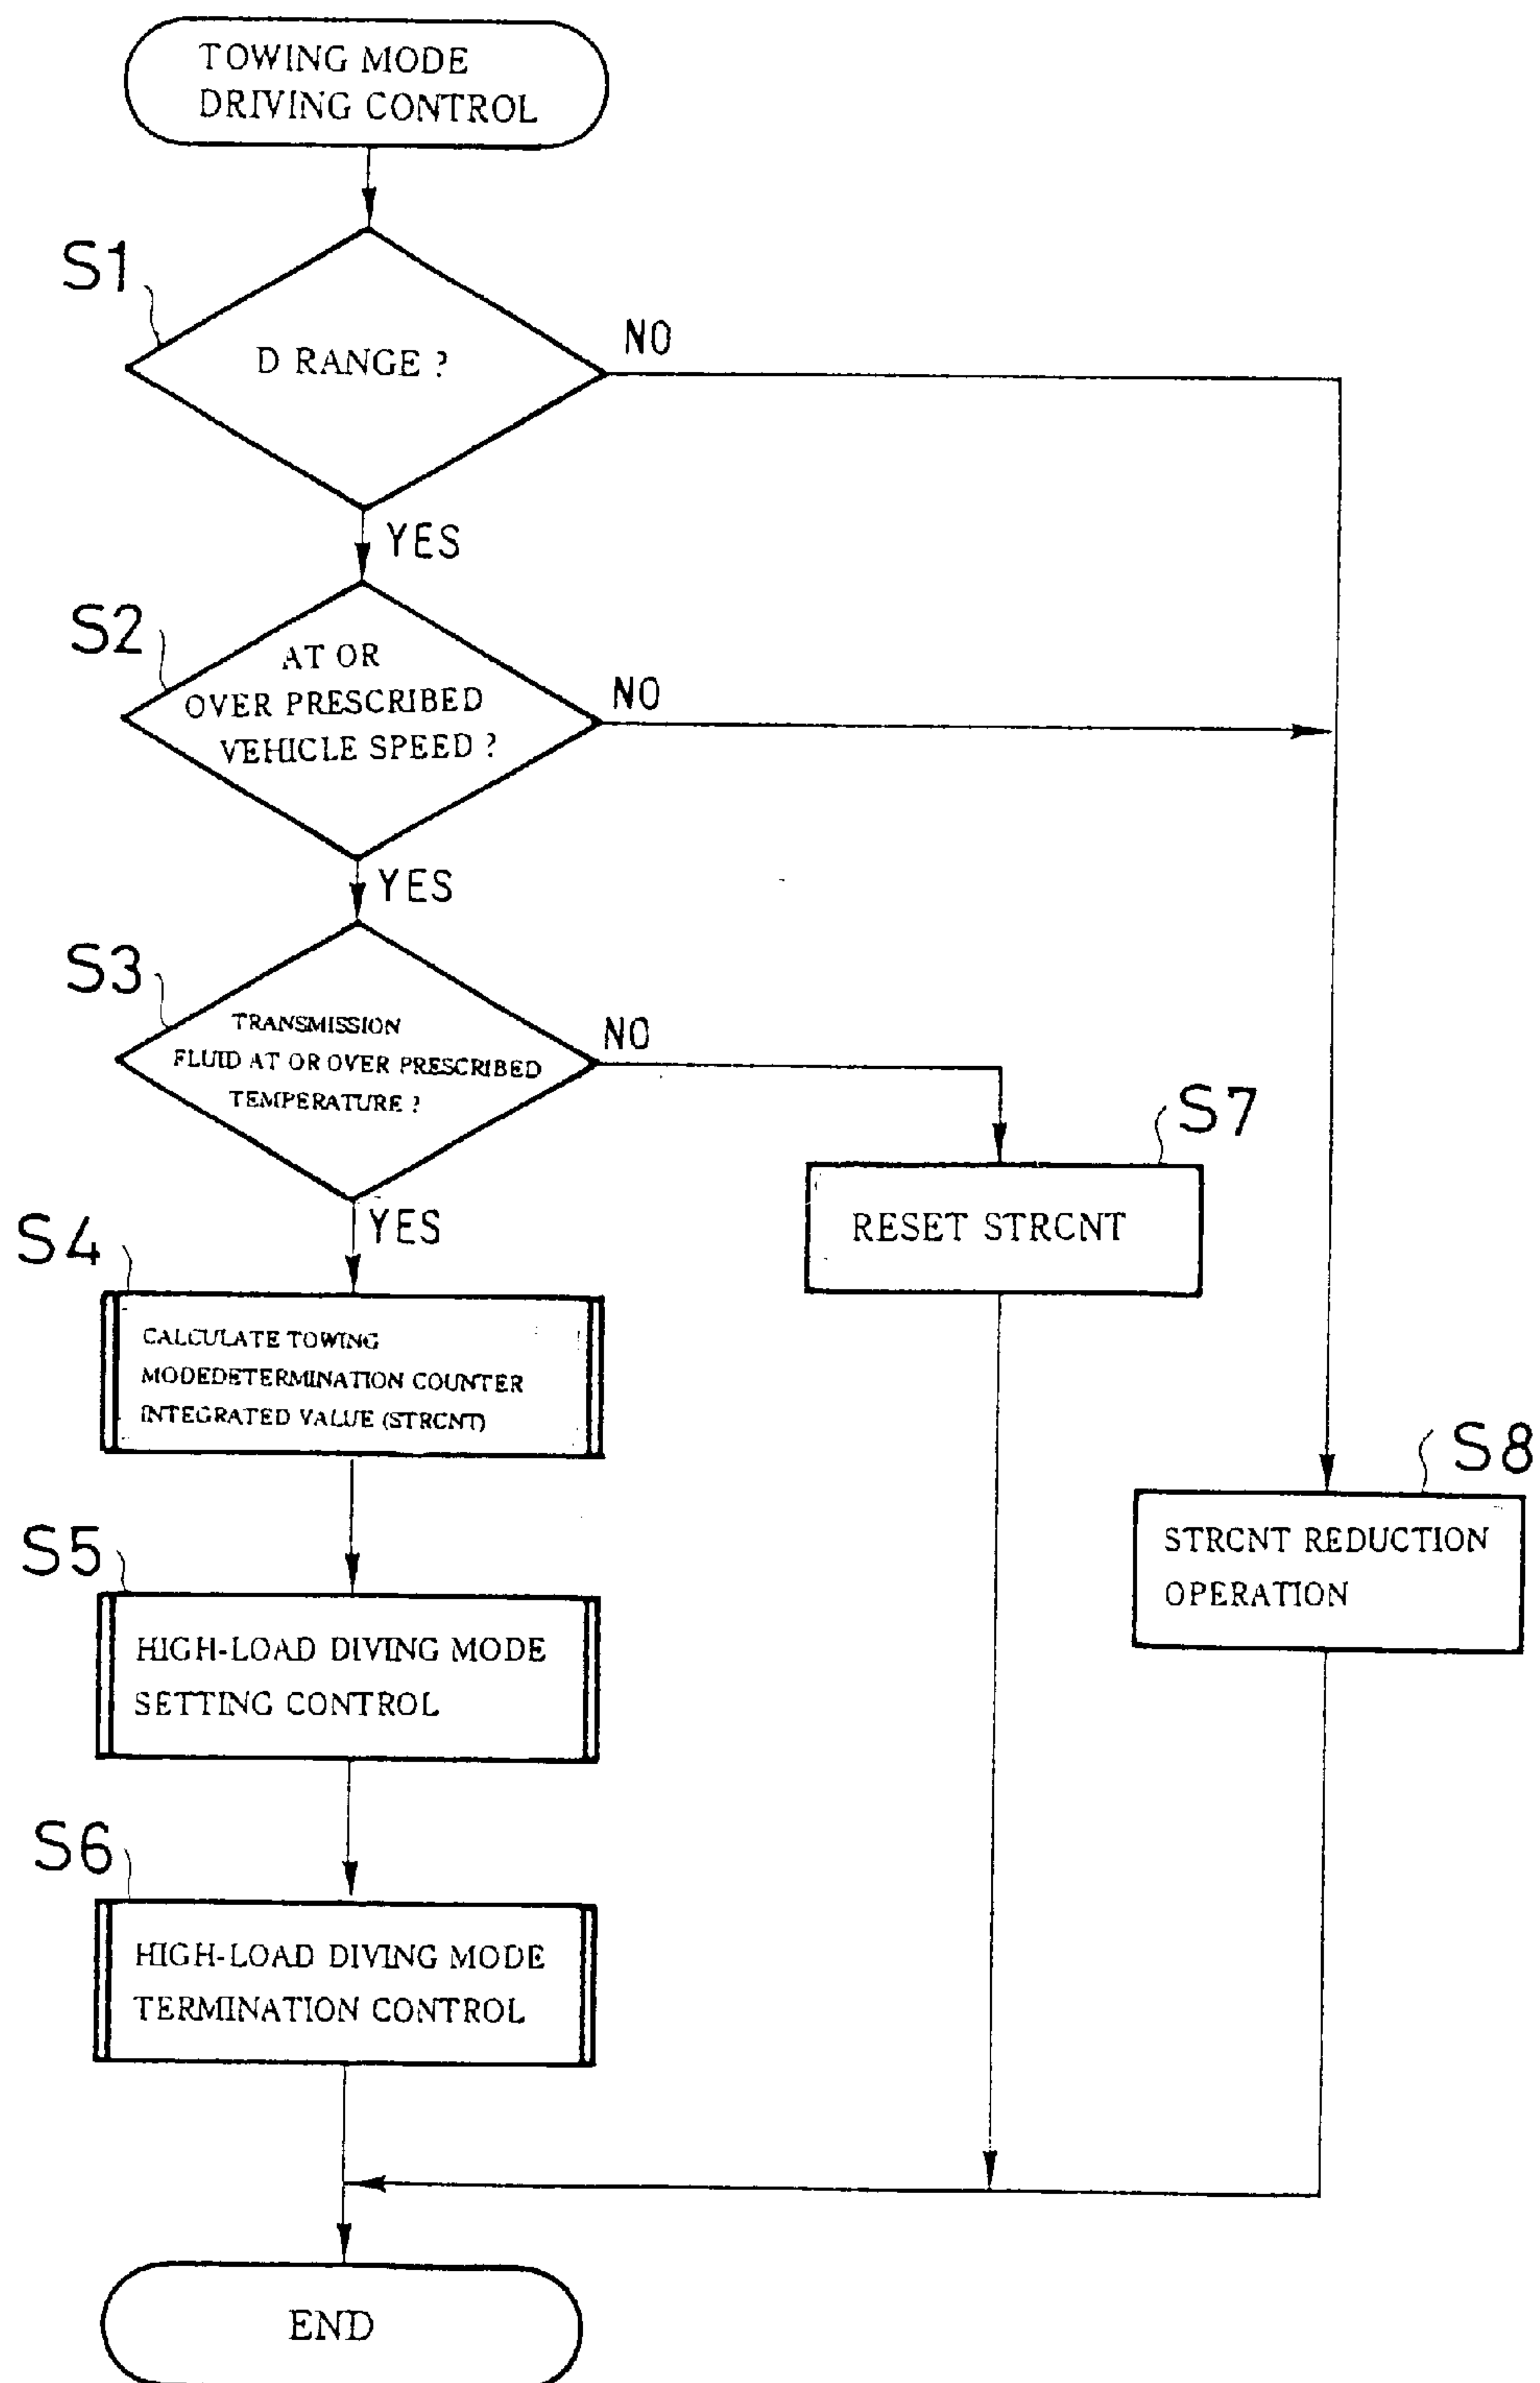 TOWING MODE
DRIVING CONTROL
S1
D RANGE ?
NO
YES
S2
AT OR
OVER PRESCRIBED
VEHICLE SPEED ?
NO
YES
S3
TRANSMISSION
FLUID AT OR OVER PRESCRIBED
TEMPERATURE ?
NO
YES
S7
RESET STRCNT
S4
CALCULATE TOWING
MODEDETERMINATION COUNTER
INTEGRATED VALUE (STRCNT)
S8
STRCNT REDUCTION
OPERATION
S5
HIGH-LOAD DIVING MODE
SETTING CONTROL
S6
HIGH-LOAD DIVING MODE
TERMINATION CONTROL
END